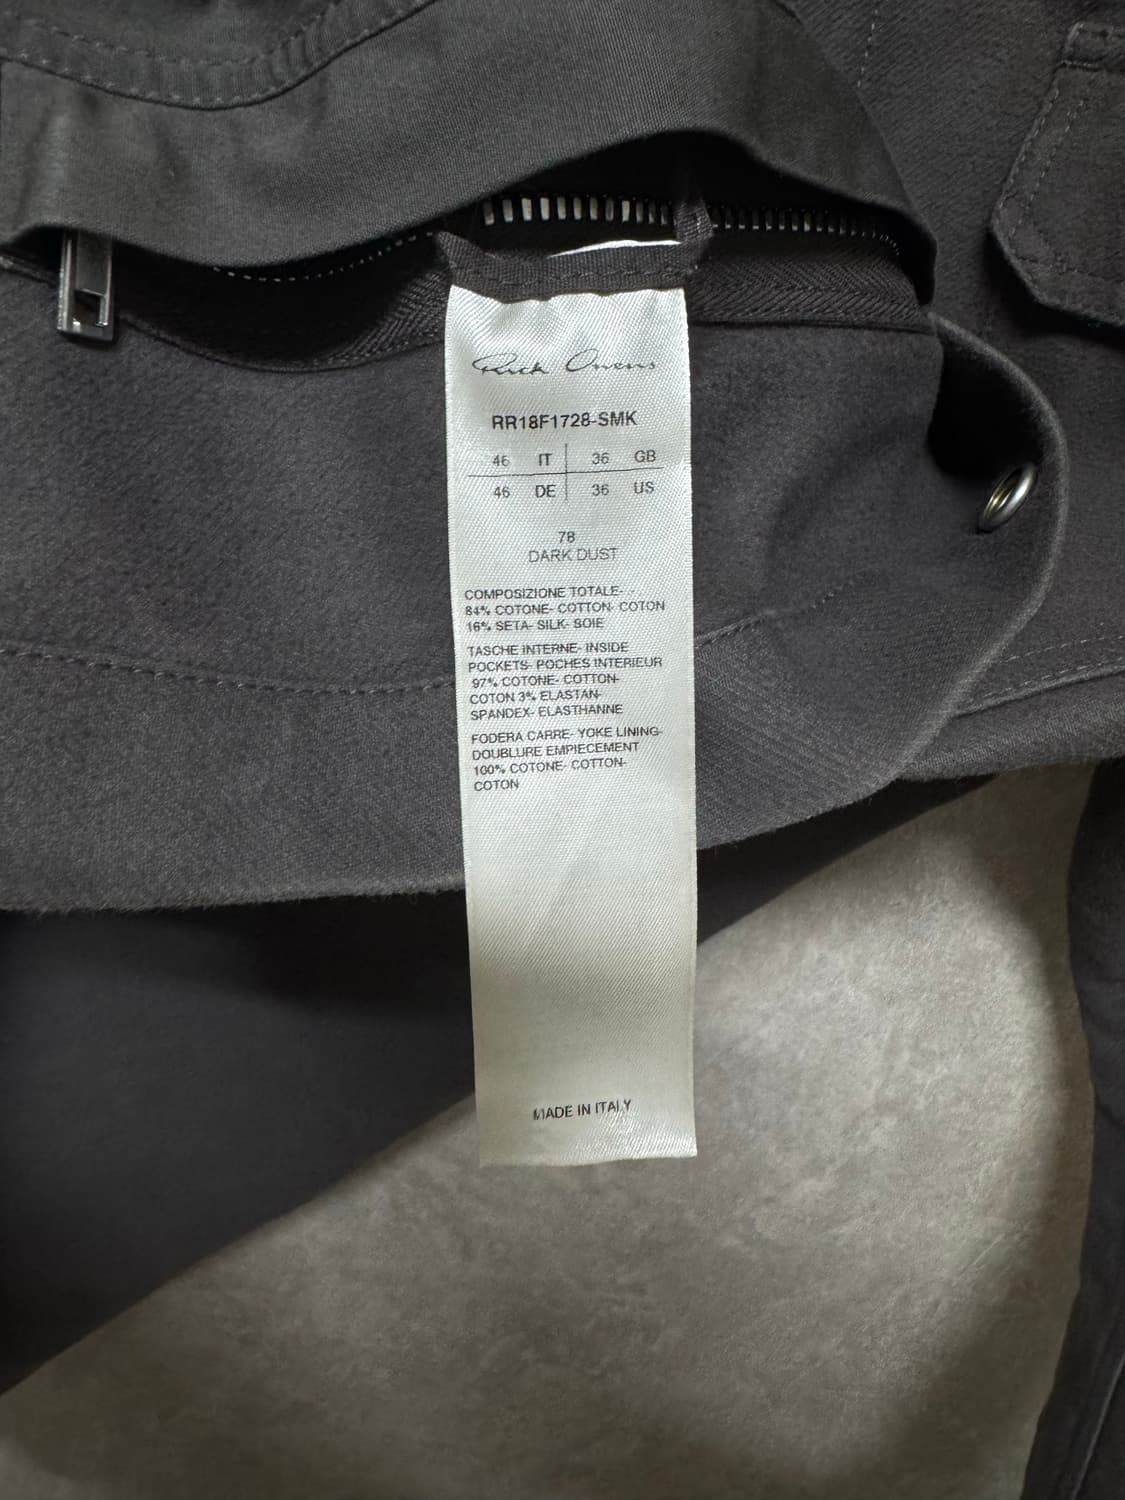 Rick Owens
RR18F1728-SMK
46 IT 36 GB
46 DE 36 US
78
DARK DUST
COMPOSIZIONE TOTALE-
84% COTONE- COTTON- COTON
16% SETA- SILK- SOIE
TASCHE INTERNE- INSIDE
POCKETS- POCHES INTERIEUR
97% COTONE- COTTON-
COTON 3% ELASTAN-
SPANDEX- ELASTHANNE
FODERA CARRE- YOKE LINING-
DOUBLURE EMPIECEMENT
100% COTONE- COTTON-
COTON
MADE IN ITALY